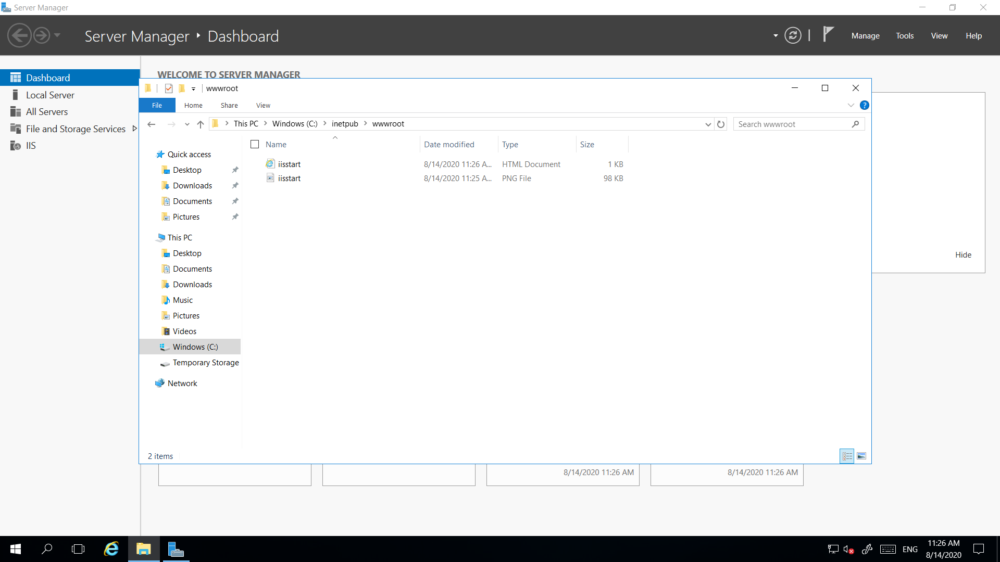 Server Manager
Server Manager ‣ Dashboard
Manage
Tools
View
Help
Dashboard
Local Server
All Servers
File and Storage Services
IIS
WELCOME TO SERVER MANAGER
wwwroot
File
Home
Share
View
?
This PC > Windows (C:) > inetpub > wwwroot
Search wwwroot
Name
Date modified
Type
Size
iisstart 8/14/2020 11:26 A... HTML Document 1 KB
iisstart 8/14/2020 11:25 A... PNG File 98 KB
Quick access
Desktop
Downloads
Documents
Pictures
This PC
Desktop
Documents
Downloads
Music
Pictures
Videos
Windows (C:)
Temporary Storage
Network
2 items
Hide
8/14/2020 11:26 AM
8/14/2020 11:26 AM
ENG
11:26 AM
8/14/2020